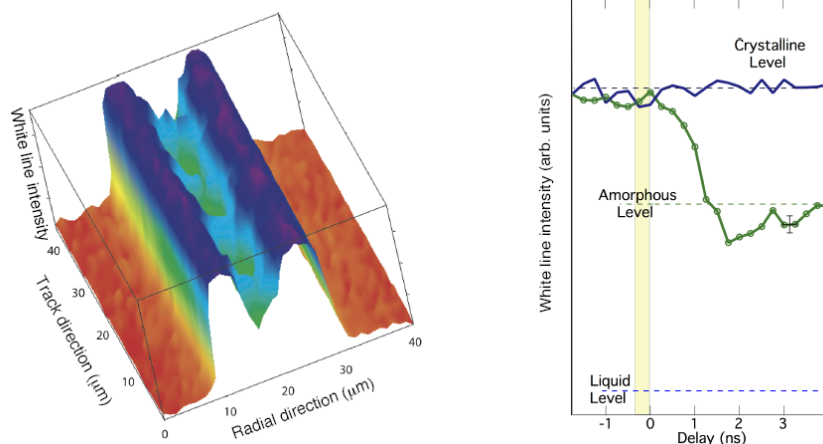 White line intensity
40
30
20
10
Track direction (µm)
0
10
20
30
40
Radial direction (µm)
White line intensity (arb. units)
Crystalline
Level
Amorphous
Level
Liquid
Level
-1
0
1
2
3
Delay (ns)